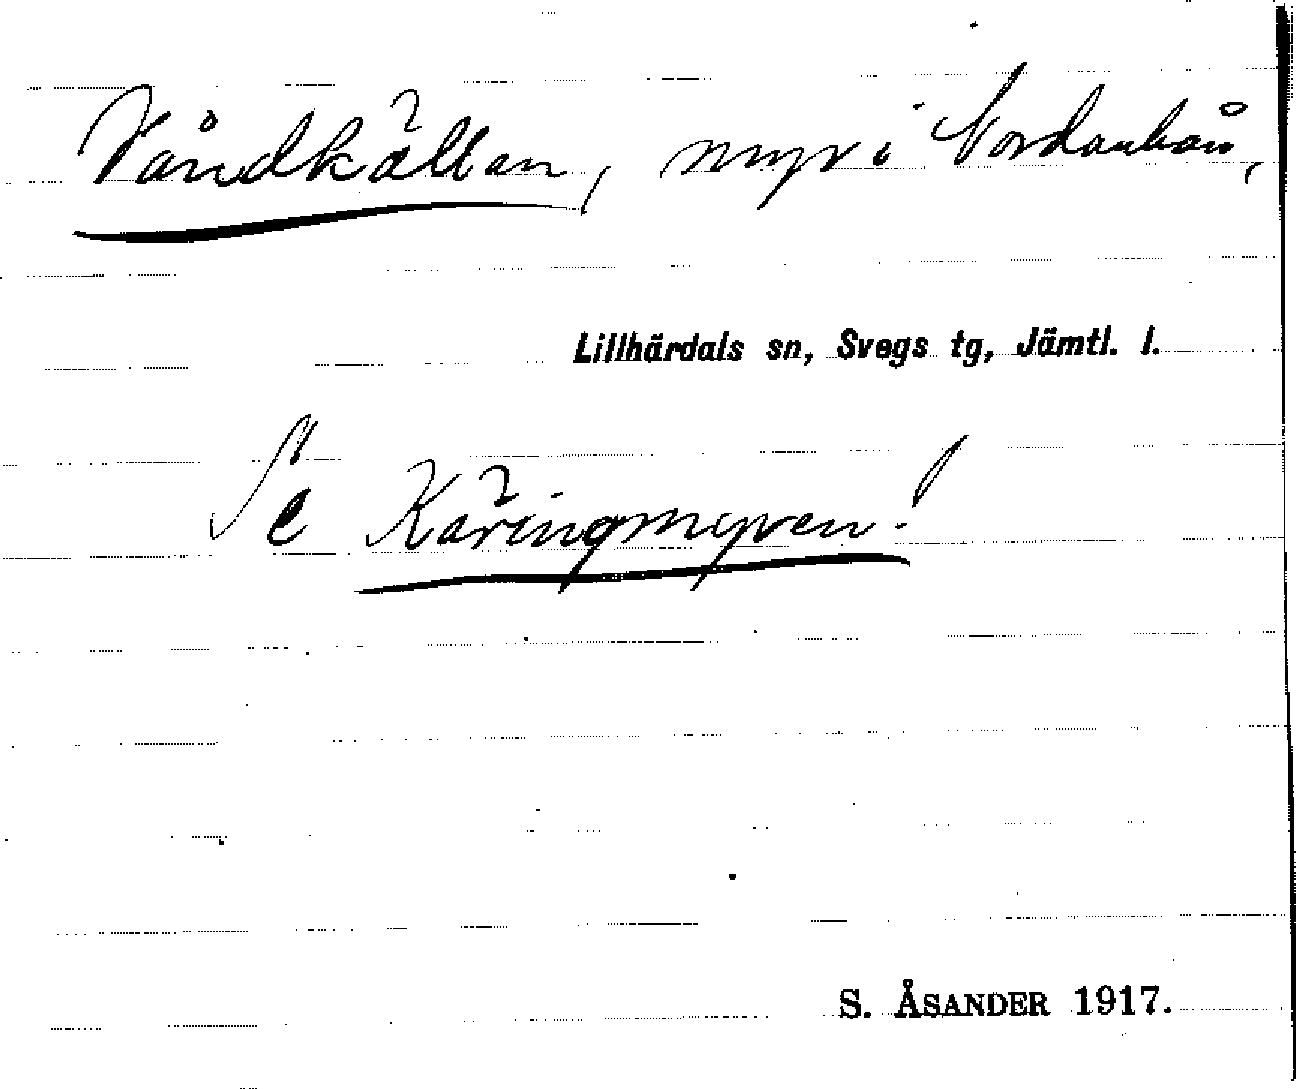 Våndkällan, myr i Nordanhån,
Lillhärdals sn, Svegs tg, Jämtl. l.
Se Käringmyren!
S. ÅSANDER 1917.